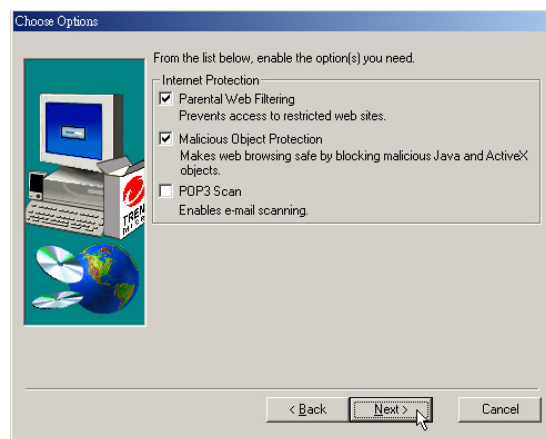 Choose Options
From the list below, enable the option(s) you need.
Internet Protection
Parental Web Filtering
Prevents access to restricted web sites.
Malicious Object Protection
Makes web browsing safe by blocking malicious Java and ActiveX
objects.
POP3 Scan
Enables e-mail scanning.
TREN
< Back
Next >
Cancel